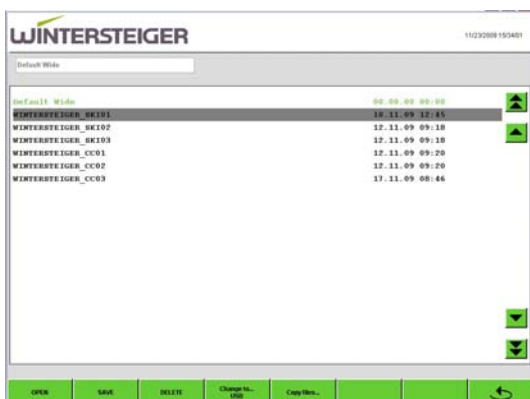 WINTERSTEIGER
11/23/2009 15:34:01
Default Wide
Default Wide 00.00.00 00:00
WINTERSTEIGER_SKI01 10.11.09 12:45
WINTERSTEIGER_SKI02 12.11.09 09:18
WINTERSTEIGER_SKI03 12.11.09 09:18
WINTERSTEIGER_CC01 12.11.09 09:20
WINTERSTEIGER_CC02 12.11.09 09:20
WINTERSTEIGER_CC03 17.11.09 08:46
OPEN SAVE DELETE Change to... USB Copy files...